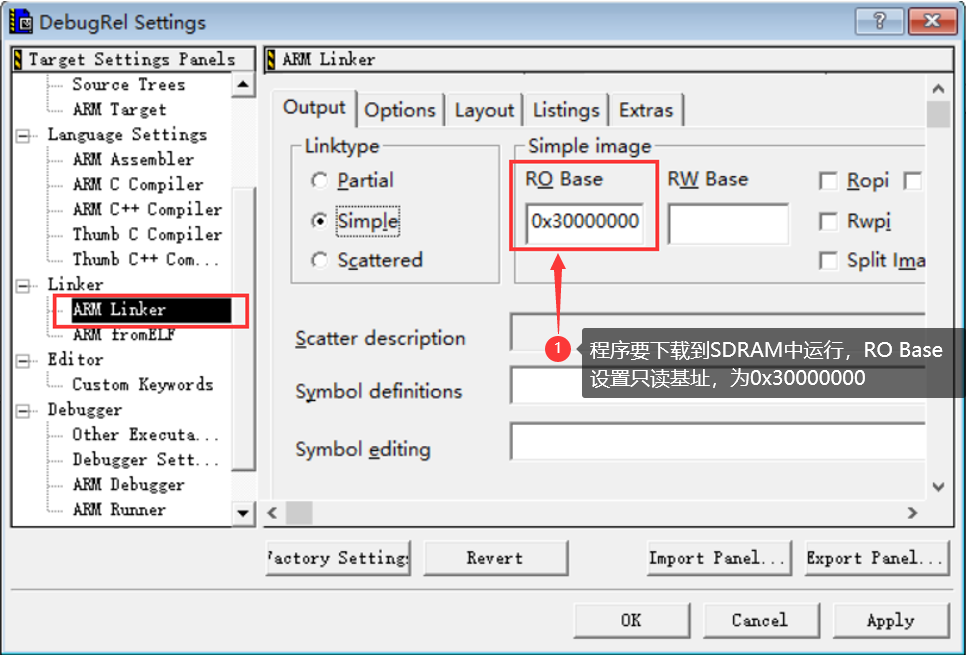 DebugRel Settings
Target Settings Panels
Source Trees
ARM Target
Language Settings
ARM Assembler
ARM C Compiler
ARM C++ Compiler
Thumb C Compiler
Thumb C++ Com...
Linker
ARM Linker
ARM fromELF
Editor
Custom Keywords
Debugger
Other Executa...
Debugger Sett...
ARM Debugger
ARM Runner
ARM Linker
Output Options Layout Listings Extras
Linktype
Partial
Simple
Scattered
Simple image
RO Base RW Base
0x30000000
Ropi
Rwpi
Split Ima
Scatter description
Symbol definitions
Symbol editing
1
程序要下载到SDRAM中运行，RO Base
设置只读基址，为0x30000000
Factory Settings Revert Import Panel... Export Panel...
OK Cancel Apply